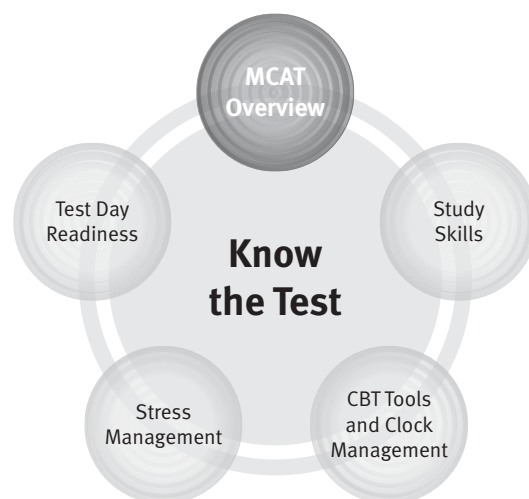 MCAT
Overview
Test Day
Readiness
Study
Skills
Know
the Test
Stress
Management
CBT Tools
and Clock
Management